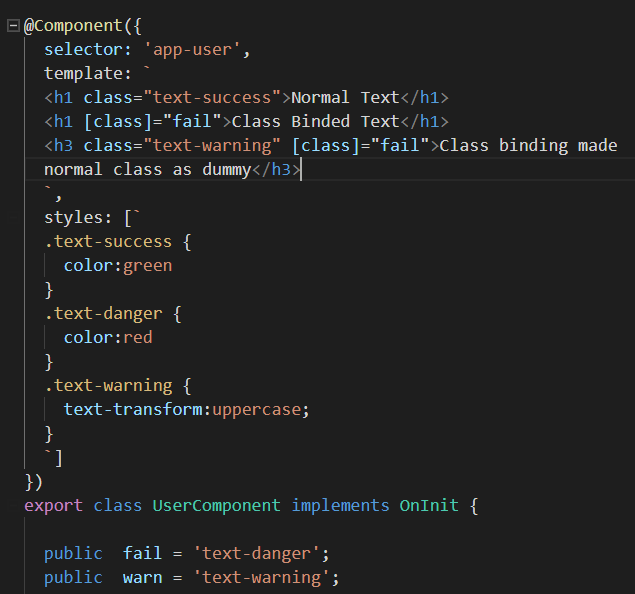 @Component({
selector: 'app-user',
template: `
<h1 class="text-success">Normal Text</h1>
<h1 [class]="fail">Class Binded Text</h1>
<h3 class="text-warning" [class]="fail">Class binding made
normal class as dummy</h3>
`,
styles: [`
.text-success {
color:green
}
.text-danger {
color:red
}
.text-warning {
text-transform:uppercase;
}
`]
})
export class UserComponent implements OnInit {
public fail = 'text-danger';
public warn = 'text-warning';